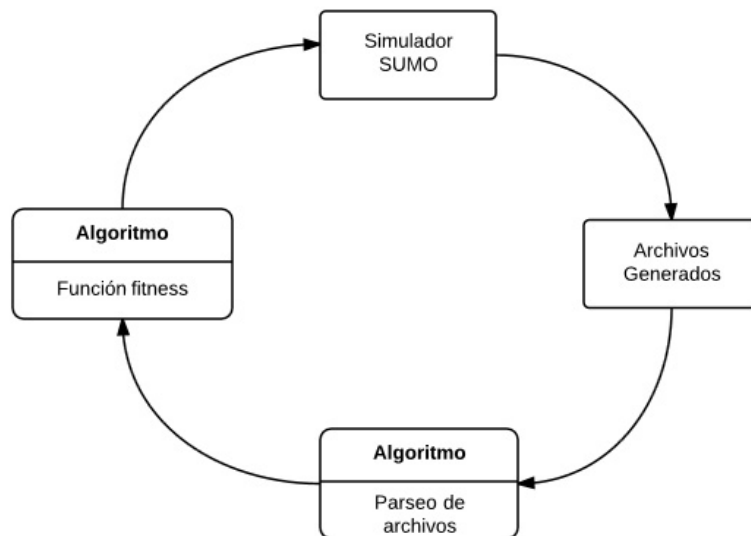 Simulador
SUMO
Algoritmo
Función fitness
Archivos
Generados
Algoritmo
Parseo de
archivos